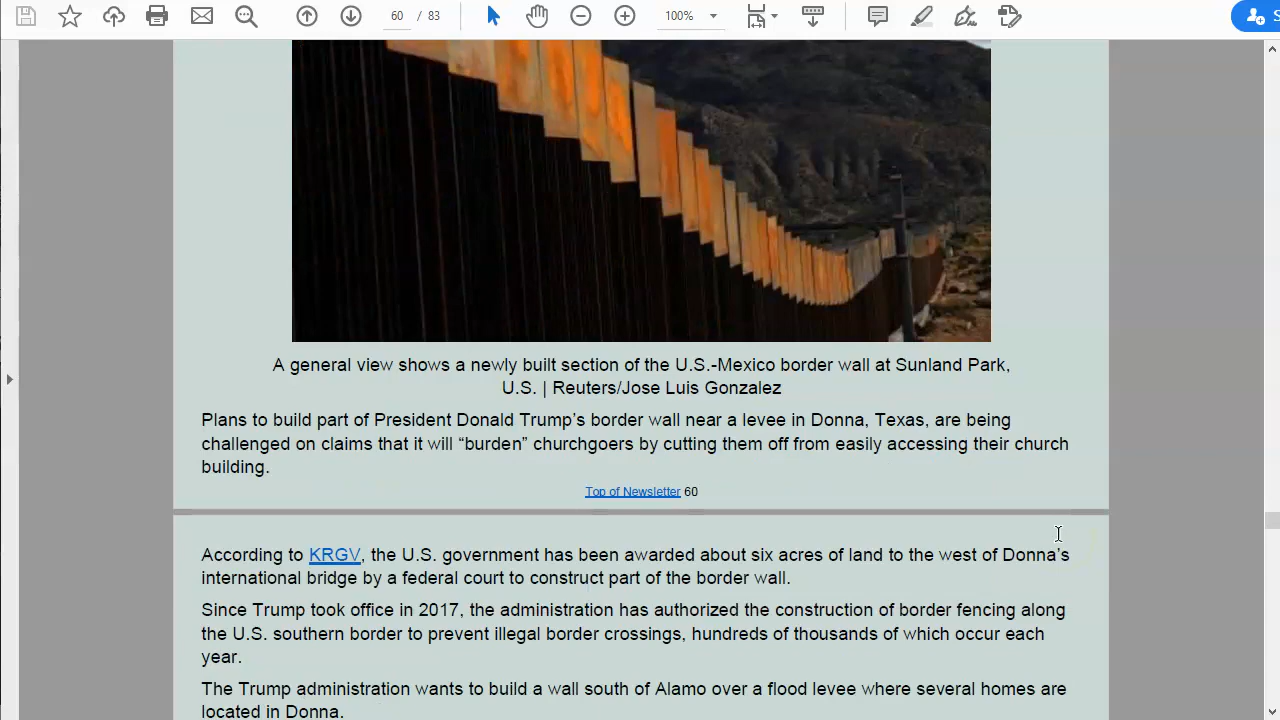 60 / 83
100%
S
A general view shows a newly built section of the U.S.-Mexico border wall at Sunland Park,
U.S. | Reuters/Jose Luis Gonzalez
Plans to build part of President Donald Trump’s border wall near a levee in Donna, Texas, are being
challenged on claims that it will “burden” churchgoers by cutting them off from easily accessing their church
building.
Top of Newsletter 60
According to KRGV, the U.S. government has been awarded about six acres of land to the west of Donna’s
international bridge by a federal court to construct part of the border wall.
Since Trump took office in 2017, the administration has authorized the construction of border fencing along
the U.S. southern border to prevent illegal border crossings, hundreds of thousands of which occur each
year.
The Trump administration wants to build a wall south of Alamo over a flood levee where several homes are
located in Donna.